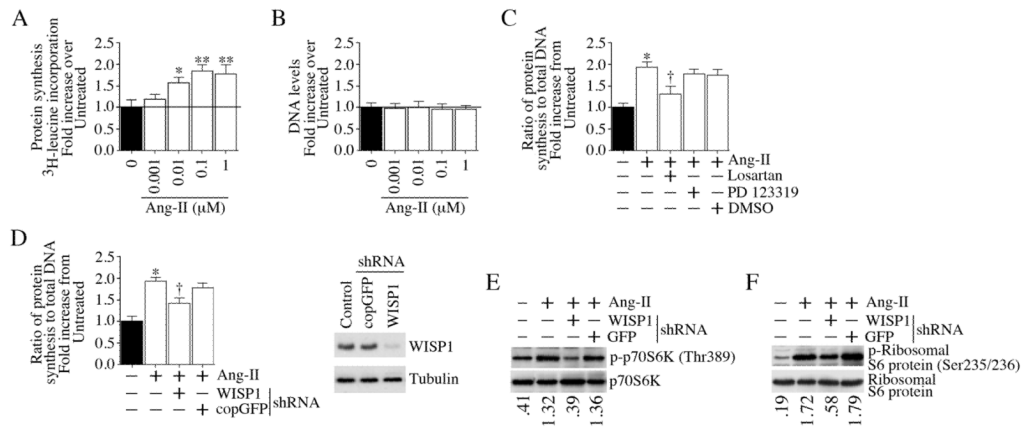 A
Protein synthesis
³H-leucine incorporation
Fold increase over
Untreated
2.5
2.0
1.5
1.0
0.5
0
0
0.001
0.01
0.1
1
*
**
**
Ang-II (µM)
B
DNA levels
Fold increase over
Untreated
2.5
2.0
1.5
1.0
0.5
0
0
0.001
0.01
0.1
1
Ang-II (µM)
C
Ratio of protein
synthesis to total DNA
Fold increase from
Untreated
2.5
2.0
1.5
1.0
0.5
0
*
†
– + + + + Ang-II
– – + – – Losartan
– – – + – PD 123319
– – – – + DMSO
D
Ratio of protein
synthesis to total DNA
Fold increase from
Untreated
2.5
2.0
1.5
1.0
0.5
0
*
†
– + + + Ang-II
– – + – WISP1
– – – + copGFP
shRNA
shRNA
Control
copGFP
WISP1
WISP1
Tubulin
E
– + + + Ang-II
– – + – WISP1
– – – + GFP
shRNA
p-p70S6K (Thr389)
p70S6K
.41
1.32
.39
1.36
F
– + + + Ang-II
– – + – WISP1
– – – + GFP
shRNA
p-Ribosomal
S6 protein (Ser235/236)
Ribosomal
S6 protein
.19
1.72
.58
1.79